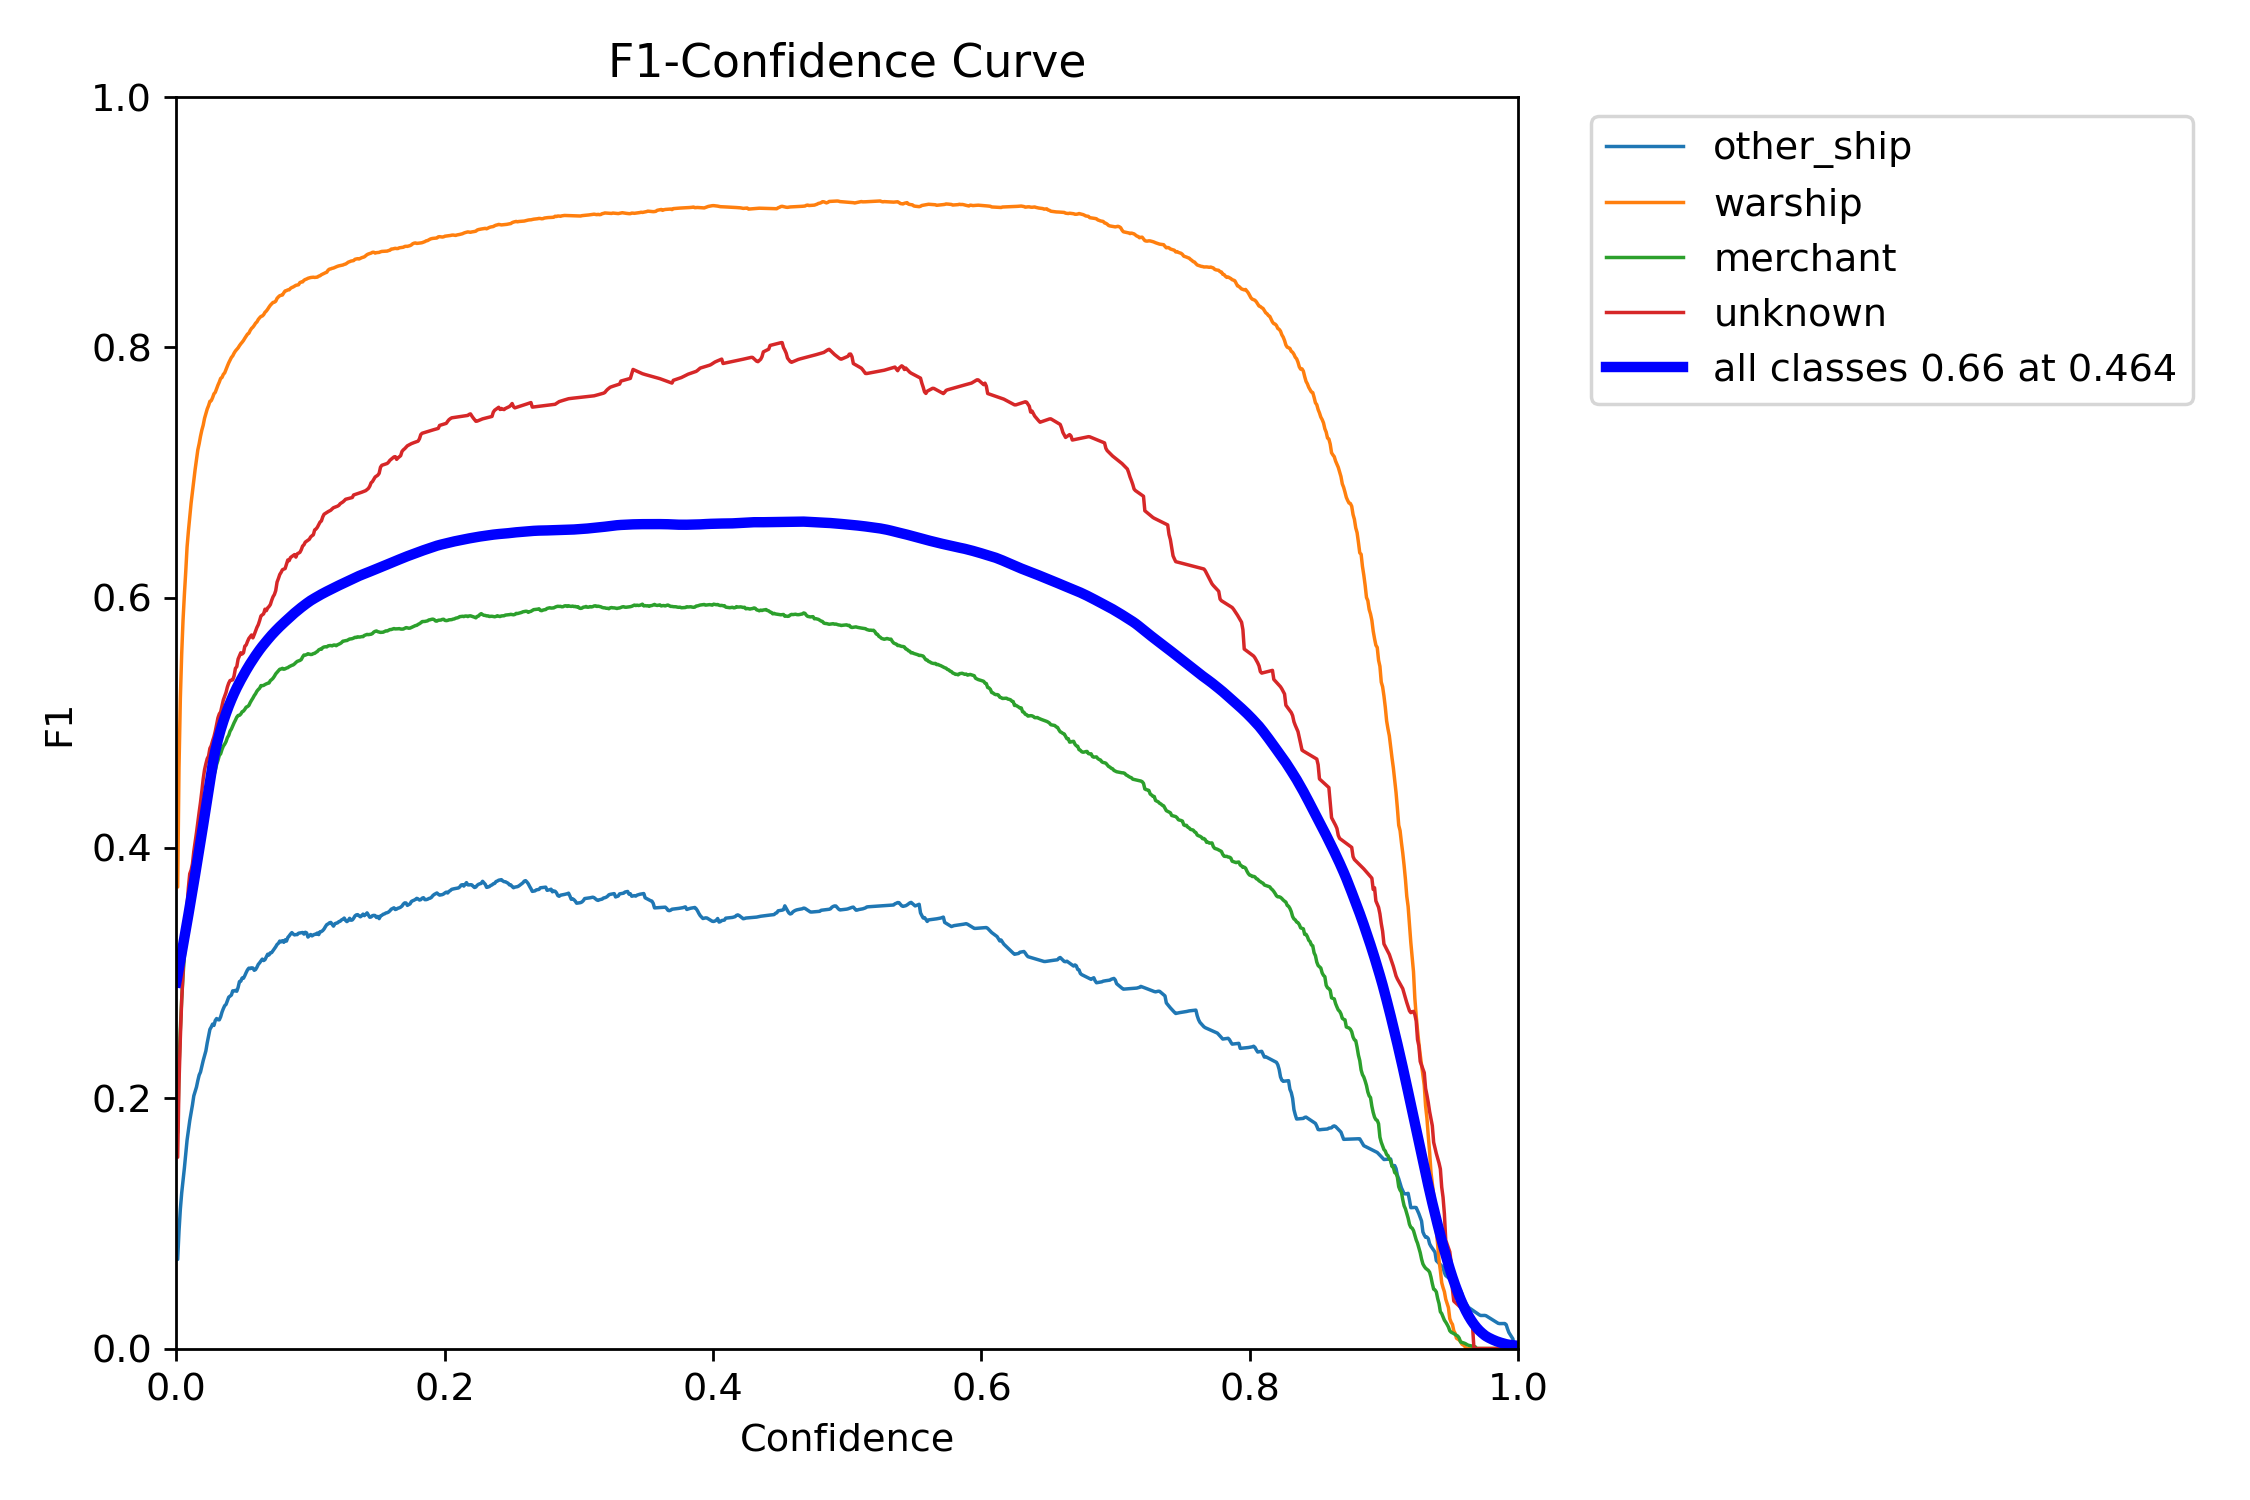 F1-Confidence Curve
1.0
0.8
0.6
0.4
0.2
0.0
F1
0.0 0.2 0.4 0.6 0.8 1.0
Confidence
other_ship
warship
merchant
unknown
all classes 0.66 at 0.464